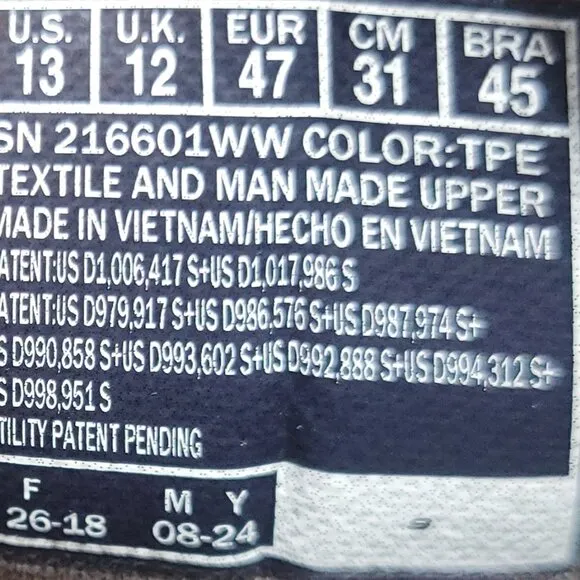 U.S. U.K. EUR CM BRA
13 12 47 31 45
SN 216601WW COLOR:TPE
TEXTILE AND MAN MADE UPPER
MADE IN VIETNAM/HECHO EN VIETNAM
ATENT:US D1,006,417 S+US D1,017,986 S
ATENT:US D979,917 S+US D986,576 S+US D987,974 S+
S D990,858 S+US D993,602 S+US D992,888 S+US D994,312 S+
S D998,951 S
TILITY PATENT PENDING
F M Y
26-18 08-24